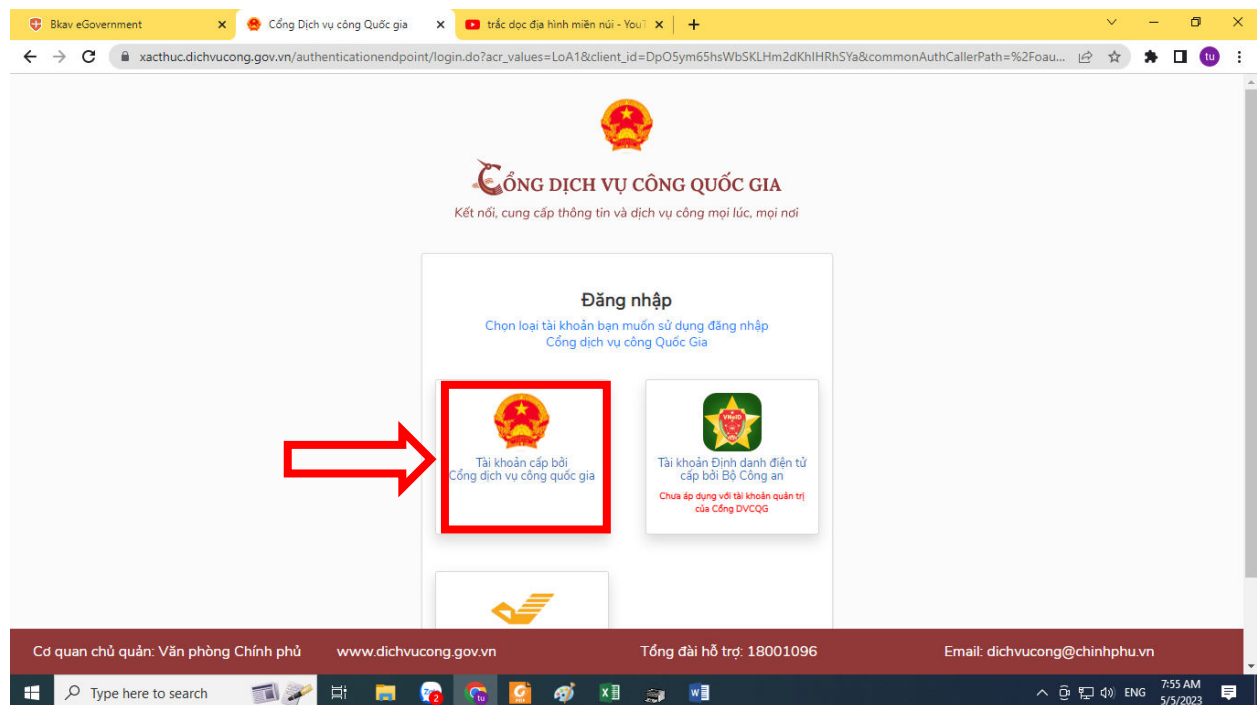 Bkav eGovernment
Cổng Dịch vụ công Quốc gia
trắc dọc địa hình miền núi - You
xacthuc.dichvucong.gov.vn/authenticationendpoint/login.do?acr_values=LoA1&client_id=DpO5ym65hsWbSKLHm2dKhIHRhSYa&commonAuthCallerPath=%2Foau...
tu
CỔNG DỊCH VỤ CÔNG QUỐC GIA
Kết nối, cung cấp thông tin và dịch vụ công mọi lúc, mọi nơi
Đăng nhập
Chọn loại tài khoản bạn muốn sử dụng đăng nhập
Cổng dịch vụ công Quốc Gia
Tài khoản cấp bởi
Cổng dịch vụ công quốc gia
VNeID
Tài khoản Định danh điện tử
cấp bởi Bộ Công an
Chưa áp dụng với tài khoản quản trị
của Cổng DVCQG
Cơ quan chủ quản: Văn phòng Chính phủ
www.dichvucong.gov.vn
Tổng đài hỗ trợ: 18001096
Email: dichvucong@chinhphu.vn
Type here to search
ENG
7:55 AM
5/5/2023